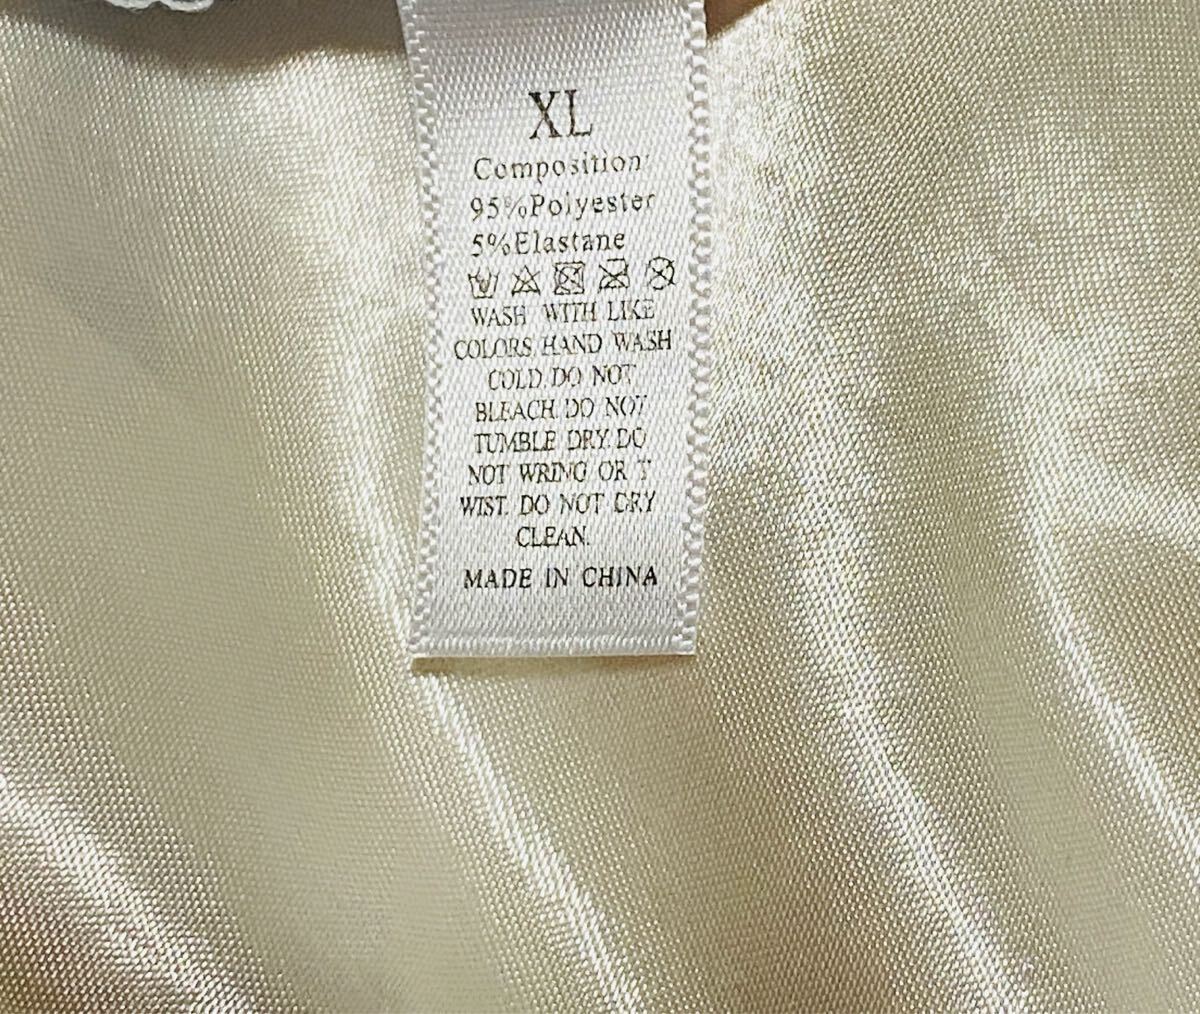 XL
Composition:
95%Polyester
5%Elastane
WASH WITH LIKE
COLORS. HAND WASH
COLD. DO NOT
BLEACH. DO NOT
TUMBLE DRY. DO
NOT WRING OR T
WIST. DO NOT DRY
CLEAN.
MADE IN CHINA